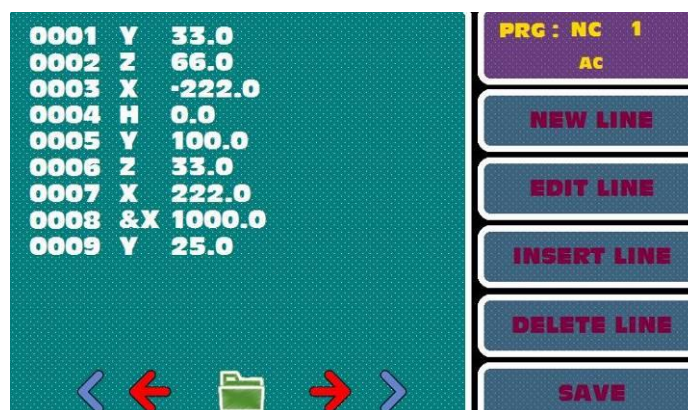 0001 Y 33.0
0002 Z 66.0
0003 X -222.0
0004 H 0.0
0005 Y 100.0
0006 Z 33.0
0007 X 222.0
0008 &X 1000.0
0009 Y 25.0
PRG: NC 1
AC
NEW LINE
EDIT LINE
INSERT LINE
DELETE LINE
SAVE